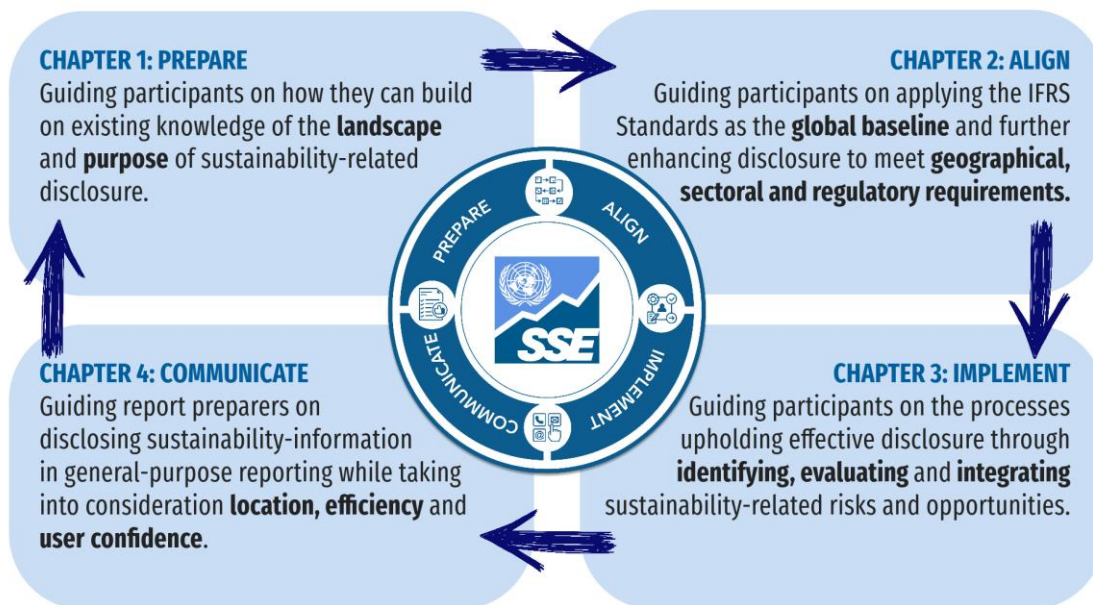 CHAPTER 1: PREPARE
Guiding participants on how they can build
on existing knowledge of the landscape
and purpose of sustainability-related
disclosure.
CHAPTER 2: ALIGN
Guiding participants on applying the IFRS
Standards as the global baseline and further
enhancing disclosure to meet geographical,
sectoral and regulatory requirements.
PREPARE
ALIGN
SSE
COMMUNICATE
IMPLEMENT
CHAPTER 4: COMMUNICATE
Guiding report preparers on
disclosing sustainability-information
in general-purpose reporting while taking
into consideration location, efficiency and
user confidence.
CHAPTER 3: IMPLEMENT
Guiding participants on the processes
upholding effective disclosure through
identifying, evaluating and integrating
sustainability-related risks and opportunities.